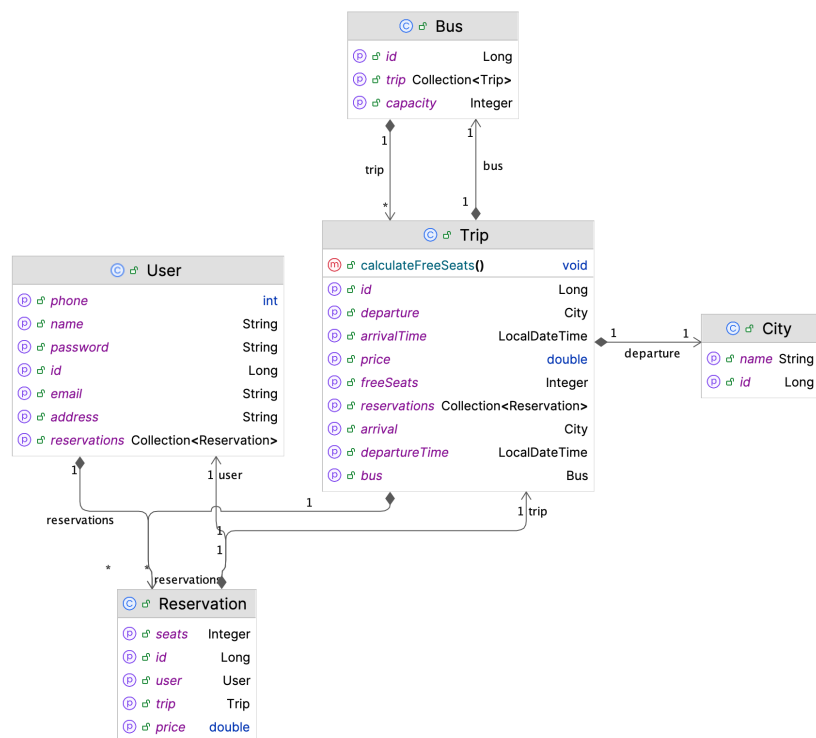 Bus
id Long
trip Collection<Trip>
capacity Integer
1
1
trip
bus
*
1
Trip
calculateFreeSeats() void
id Long
departure City
arrivalTime LocalDateTime
price double
freeSeats Integer
reservations Collection<Reservation>
arrival City
departureTime LocalDateTime
bus Bus
User
phone int
name String
password String
id Long
email String
address String
reservations Collection<Reservation>
1
1
departure
City
name String
id Long
1
1 user
1
1 trip
reservations
1
1
*
*
reservations
Reservation
seats Integer
id Long
user User
trip Trip
price double